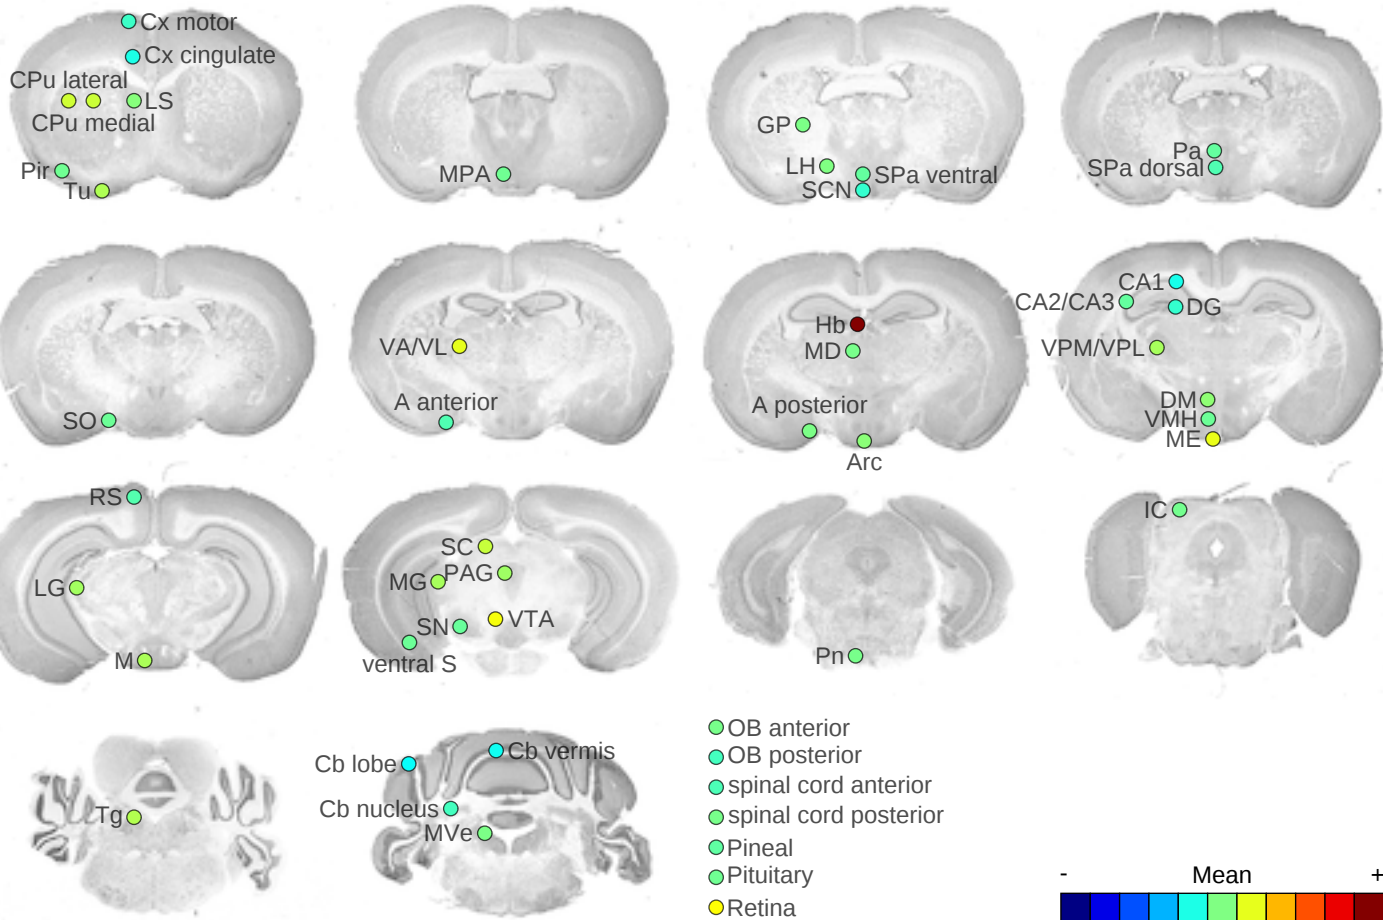 Cx motor
Cx cingulate
CPu lateral
LS
CPu medial
Pir
Tu
MPA
GP
LH
SPa ventral
SCN
Pa
SPa dorsal
SO
VA/VL
A anterior
Hb
MD
A posterior
Arc
CA1
CA2/CA3
DG
VPM/VPL
DM
VMH
ME
RS
LG
M
SC
MG
PAG
SN
VTA
ventral S
Pn
IC
Tg
Cb lobe
Cb vermis
Cb nucleus
MVe
OB anterior
OB posterior
spinal cord anterior
spinal cord posterior
Pineal
Pituitary
Retina
- Mean +